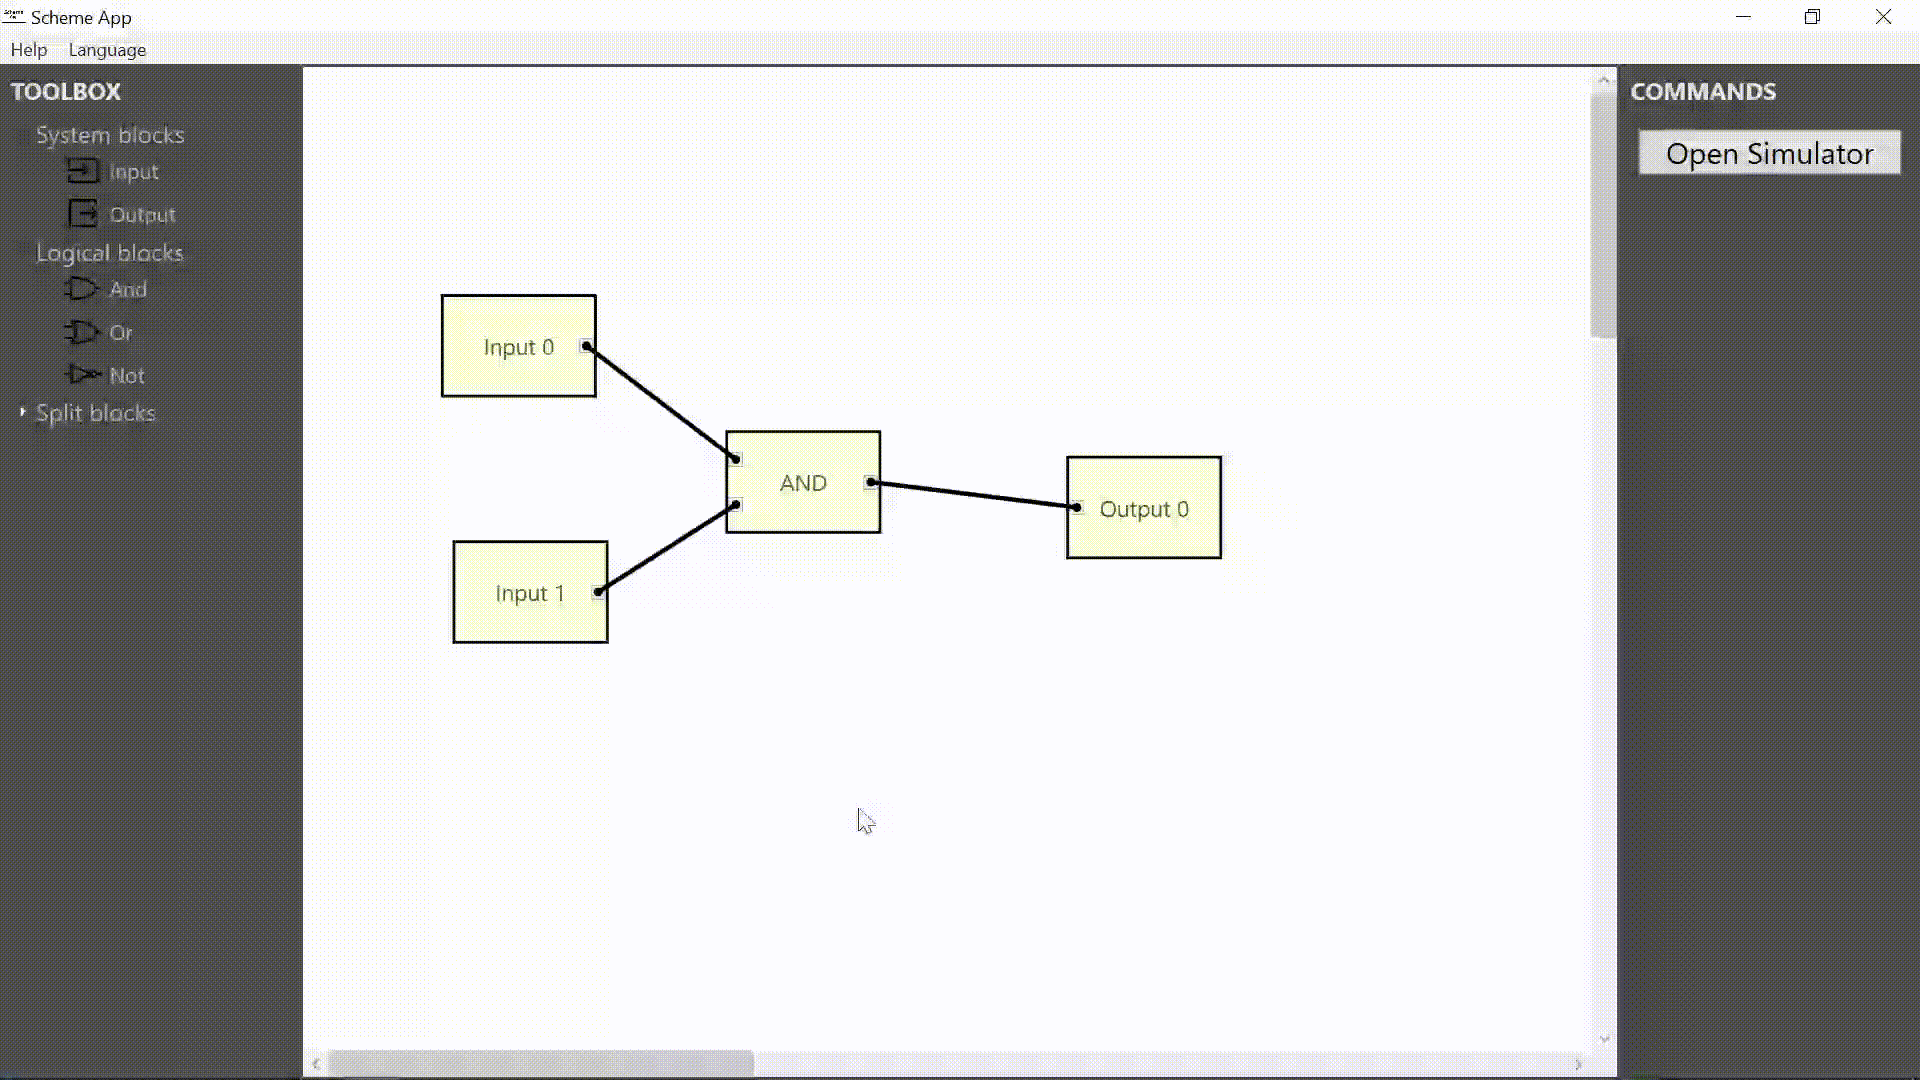 Scheme App
Help Language
TOOLBOX
System blocks
Input
Output
Logical blocks
And
Or
Not
Split blocks
Input 0
AND
Output 0
Input 1
COMMANDS
Open Simulator